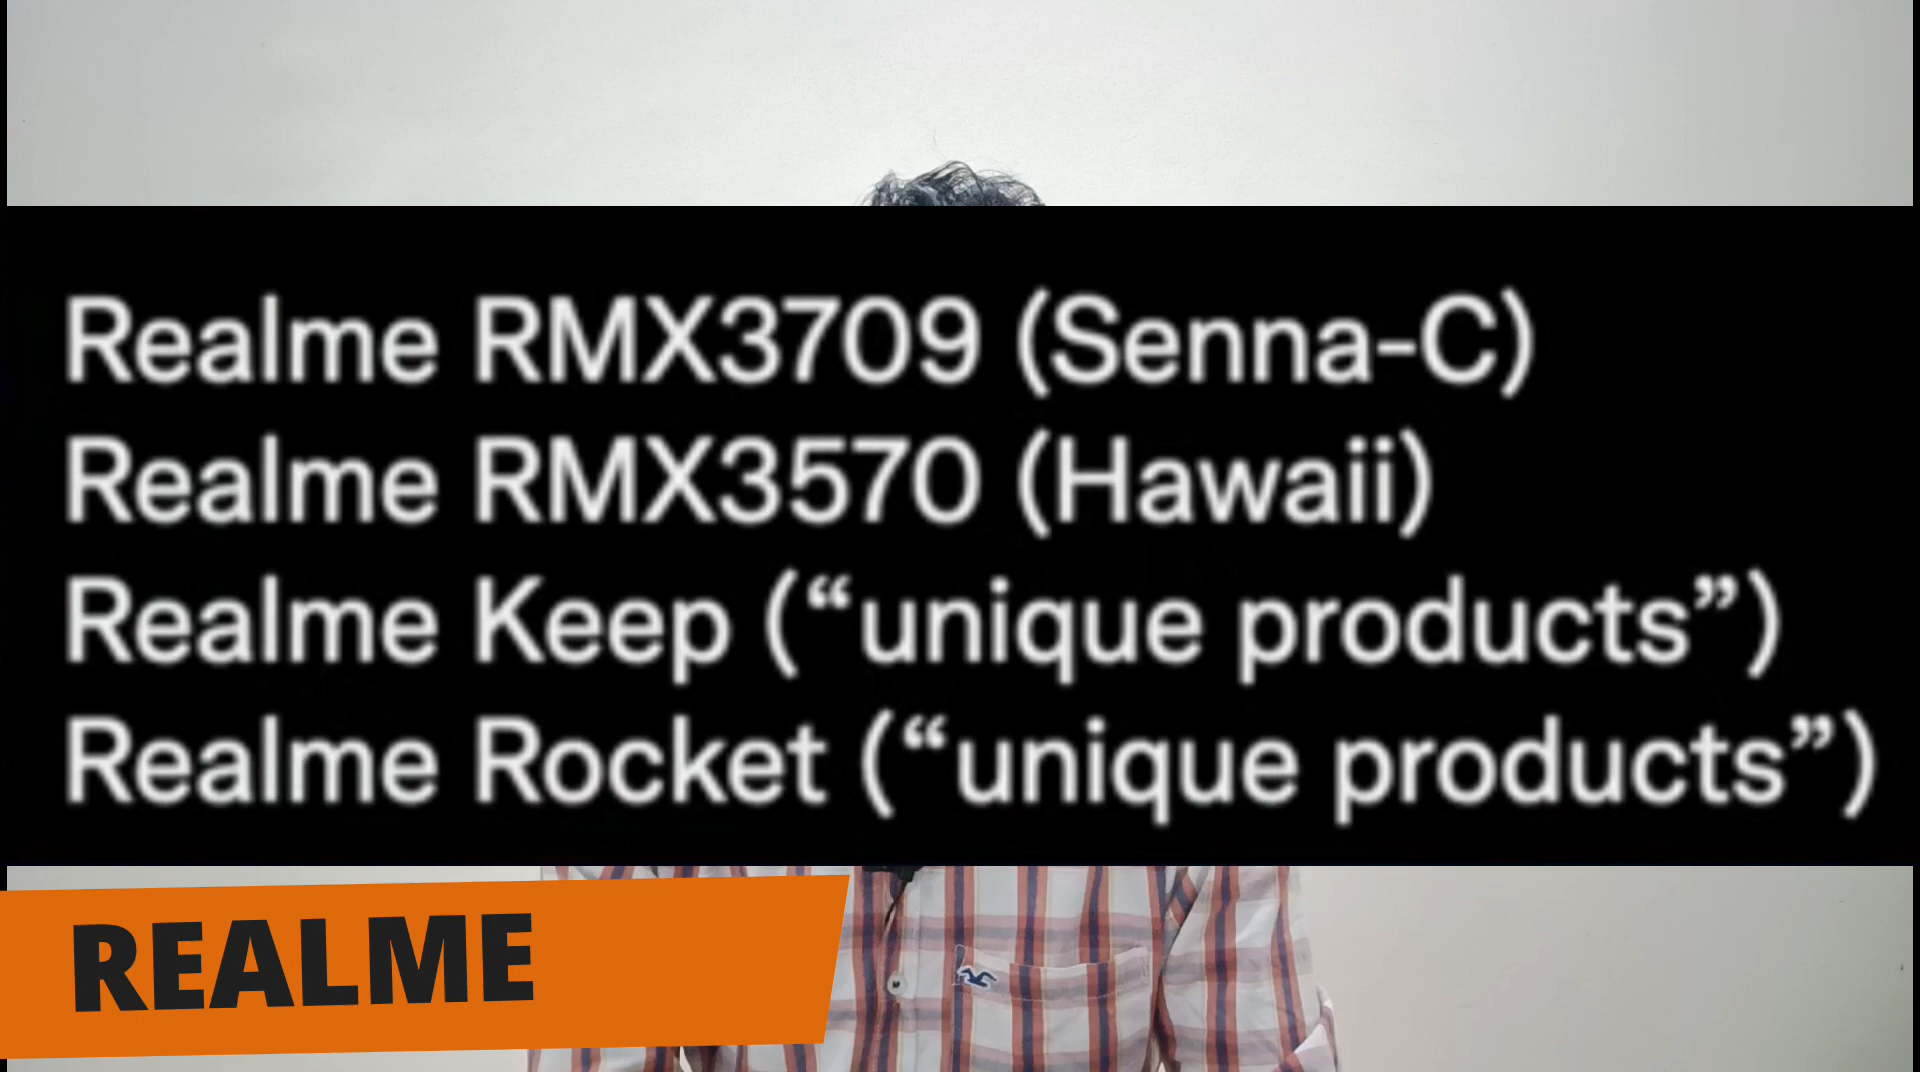 Realme RMX3709 (Senna-C)
Realme RMX3570 (Hawaii)
Realme Keep (“unique products”)
Realme Rocket (“unique products”)
REALME